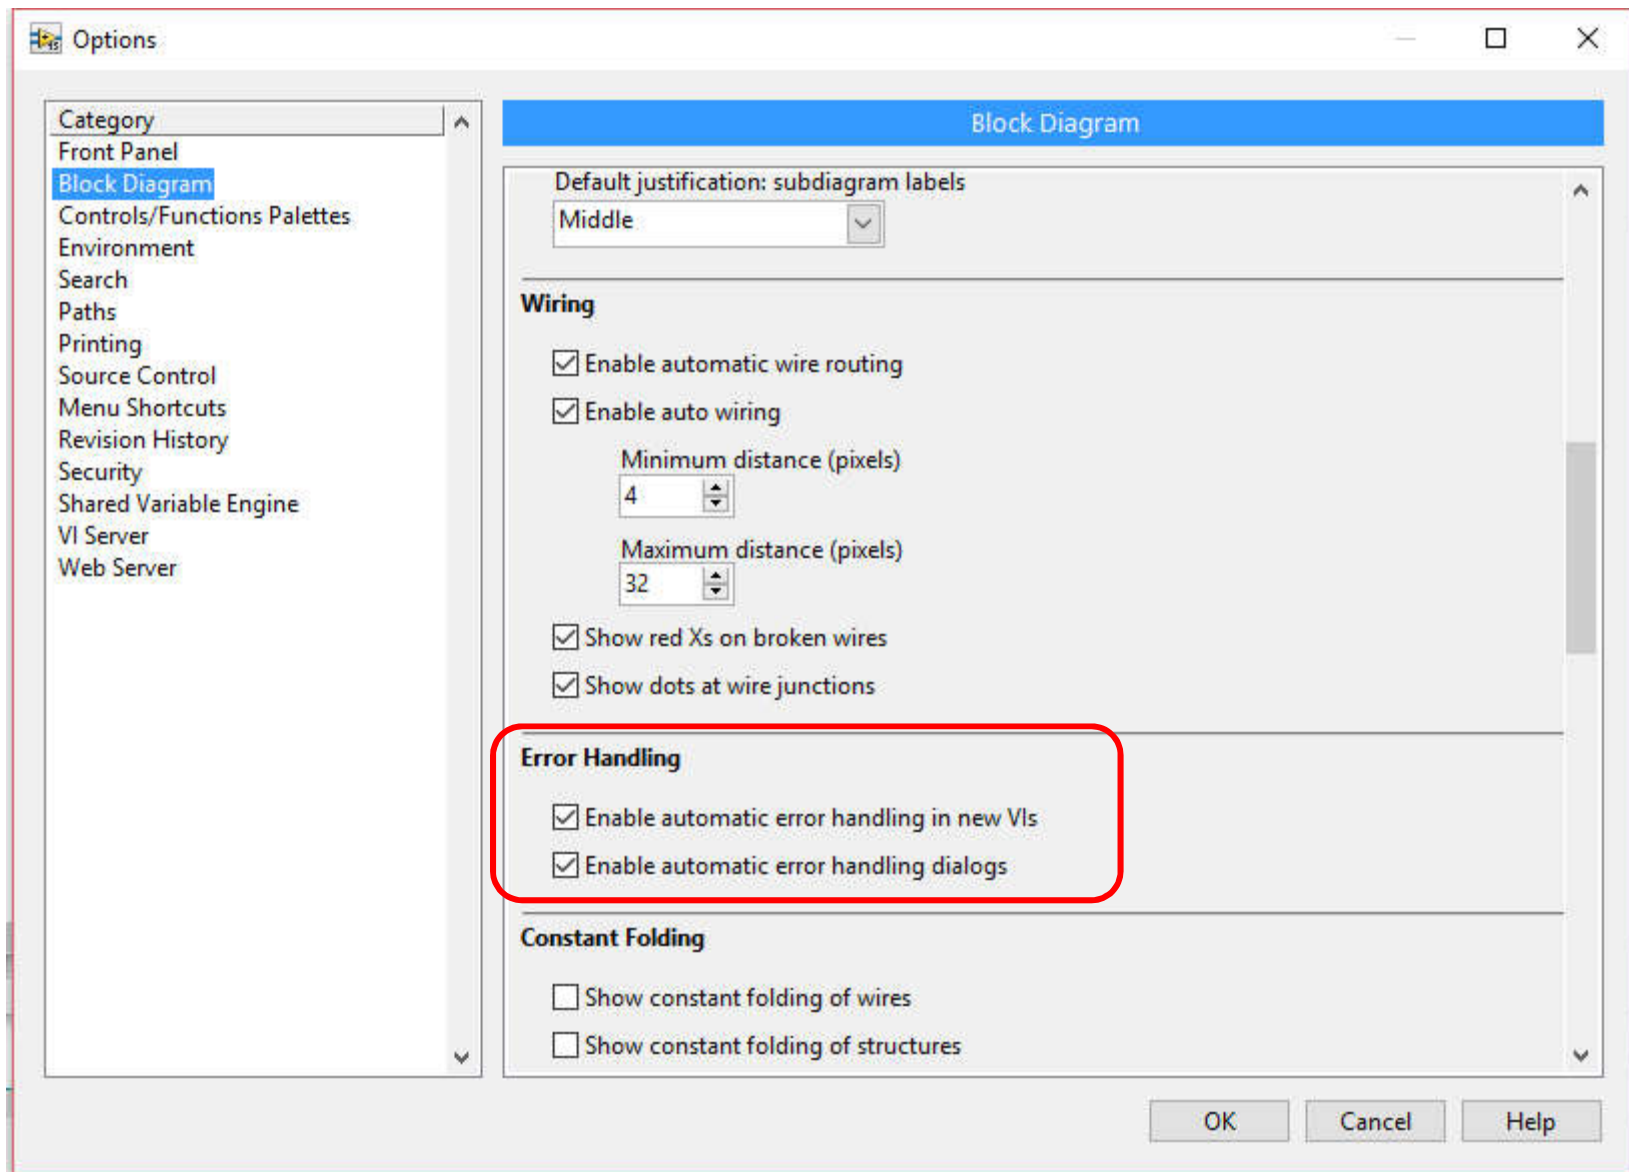 Options
Category
Front Panel
Block Diagram
Controls/Functions Palettes
Environment
Search
Paths
Printing
Source Control
Menu Shortcuts
Revision History
Security
Shared Variable Engine
VI Server
Web Server
Block Diagram
Default justification: subdiagram labels
Middle
Wiring
Enable automatic wire routing
Enable auto wiring
Minimum distance (pixels)
4
Maximum distance (pixels)
32
Show red Xs on broken wires
Show dots at wire junctions
Error Handling
Enable automatic error handling in new VIs
Enable automatic error handling dialogs
Constant Folding
Show constant folding of wires
Show constant folding of structures
OK Cancel Help